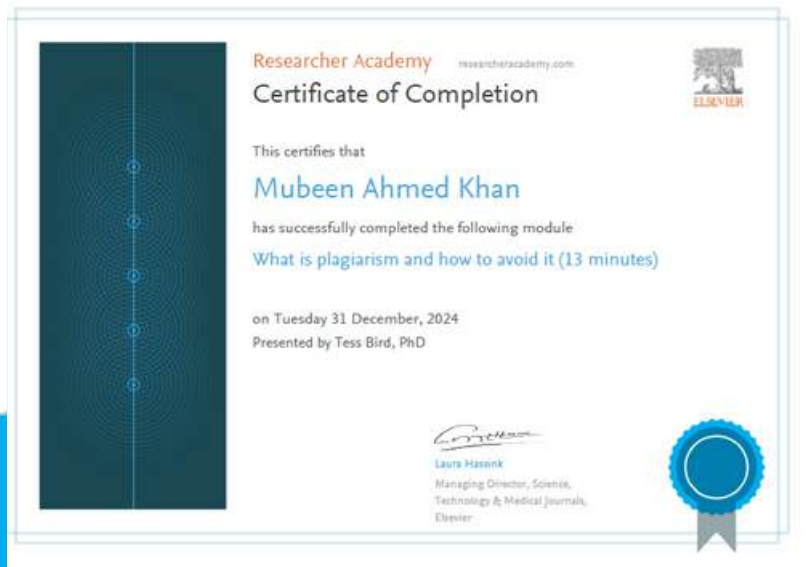 Researcher Academy researcheracademy.com
Certificate of Completion
ELSEVIER
This certifies that
Mubeen Ahmed Khan
has successfully completed the following module
What is plagiarism and how to avoid it (13 minutes)
on Tuesday 31 December, 2024
Presented by Tess Bird, PhD
Laura Hassink
Managing Director, Science,
Technology & Medical Journals,
Elsevier